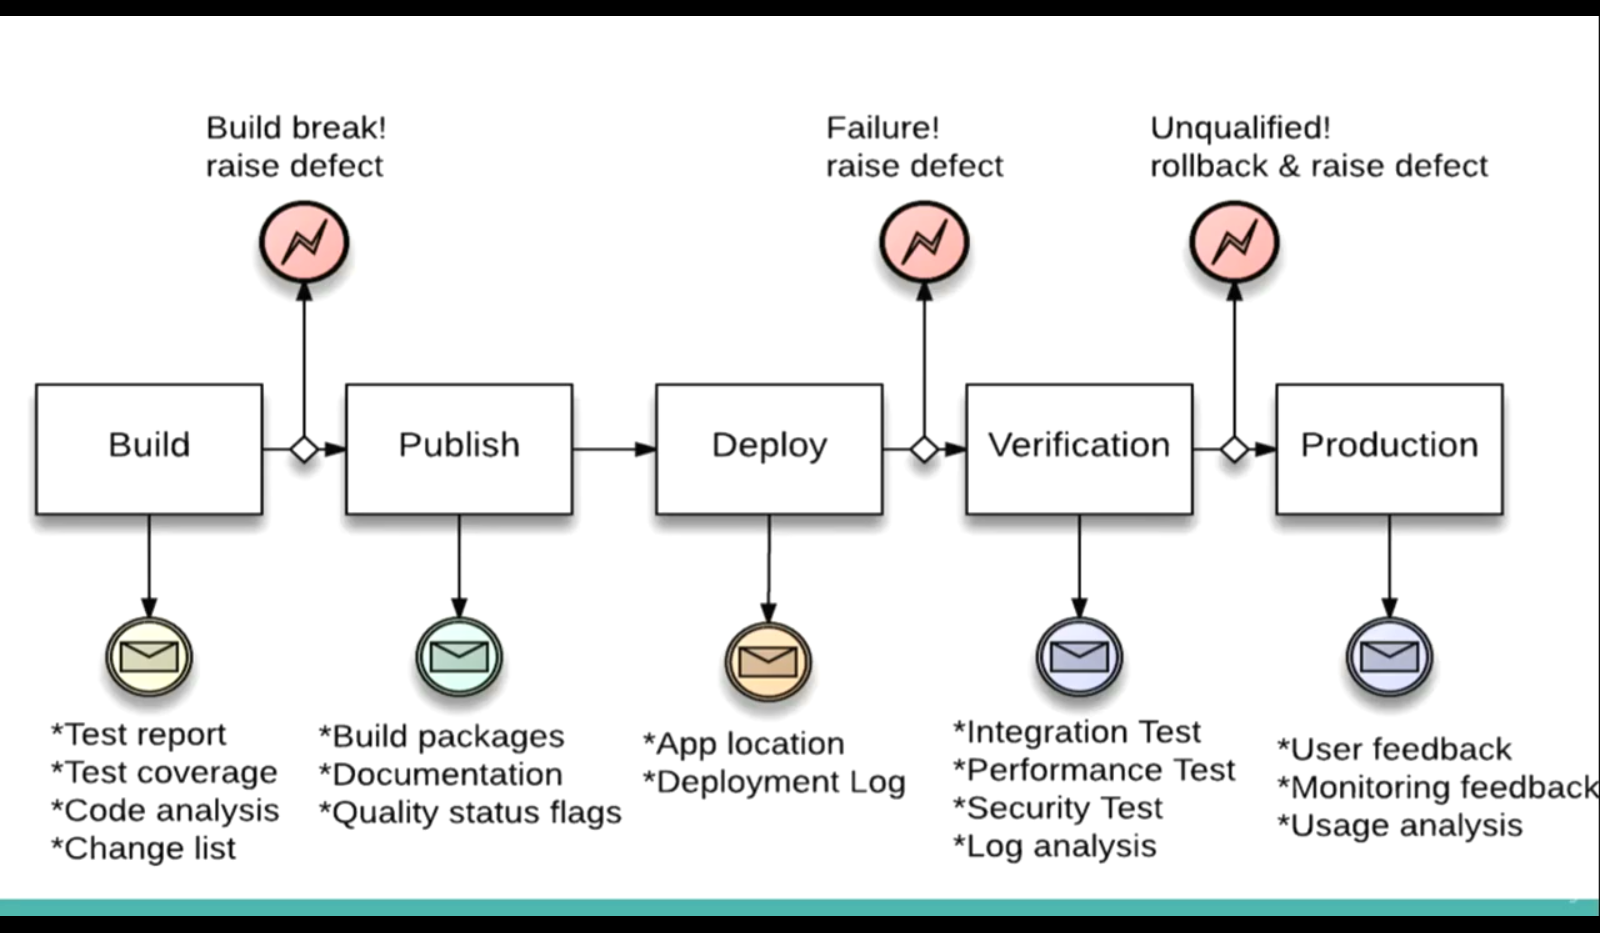 Build break!
raise defect
Failure!
raise defect
Unqualified!
rollback & raise defect
Build
Publish
Deploy
Verification
Production
*Test report
*Test coverage
*Code analysis
*Change list
*Build packages
*Documentation
*Quality status flags
*App location
*Deployment Log
*Integration Test
*Performance Test
*Security Test
*Log analysis
*User feedback
*Monitoring feedback
*Usage analysis